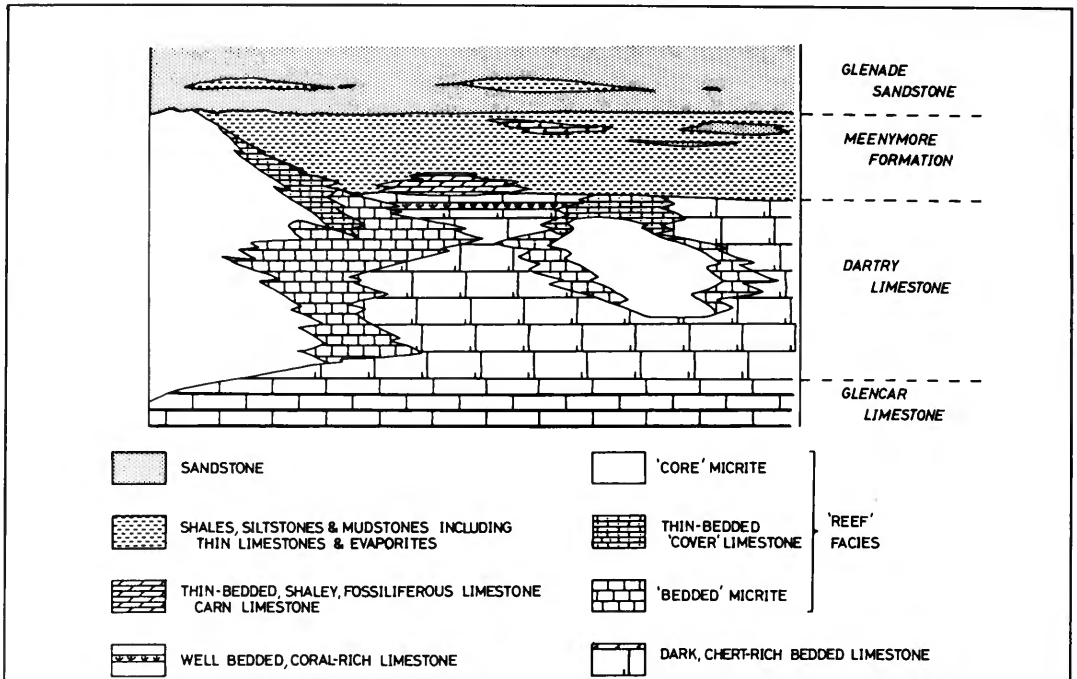 GLENADE
SANDSTONE
MEENYMORE
FORMATION
DARTRY
LIMESTONE
GLENCAR
LIMESTONE
SANDSTONE
SHALES, SILTSTONES & MUDSTONES INCLUDING
THIN LIMESTONES & EVAPORITES
THIN-BEDDED, SHALEY, FOSSILIFEROUS LIMESTONE
CARN LIMESTONE
WELL BEDDED, CORAL-RICH LIMESTONE
'CORE' MICRITE
THIN-BEDDED
'COVER' LIMESTONE
'BEDDED' MICRITE
'REEF'
FACIES
DARK, CHERT-RICH BEDDED LIMESTONE